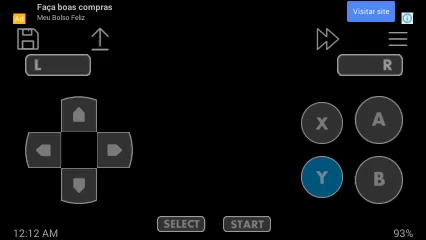 Faça boas compras
Meu Bolso Feliz
Ad
Visitar site
L
R
X
A
Y
B
SELECT
START
12:12 AM
93%